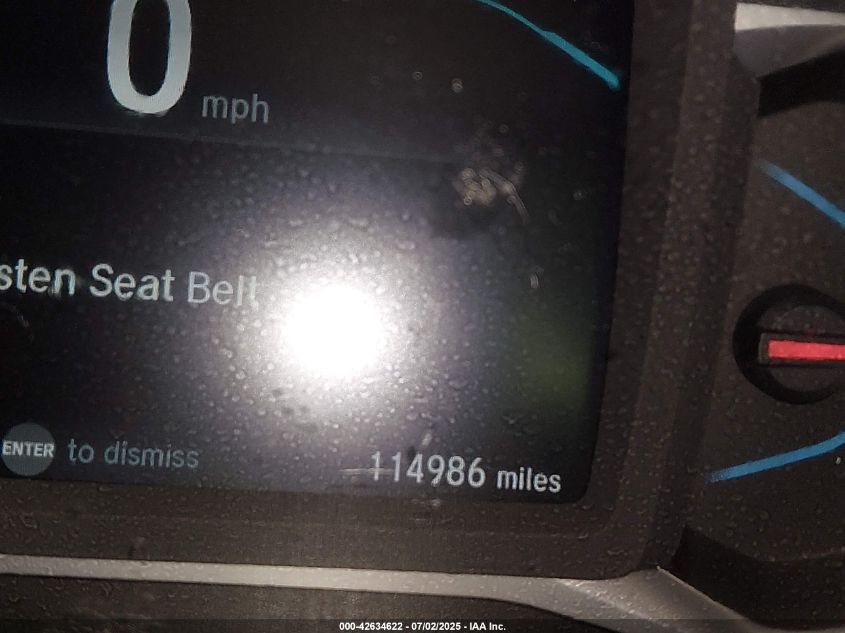 0 mph
sten Seat Belt
ENTER to dismiss
114986 miles
000-42634622 - 07/02/2025 - IAA Inc.